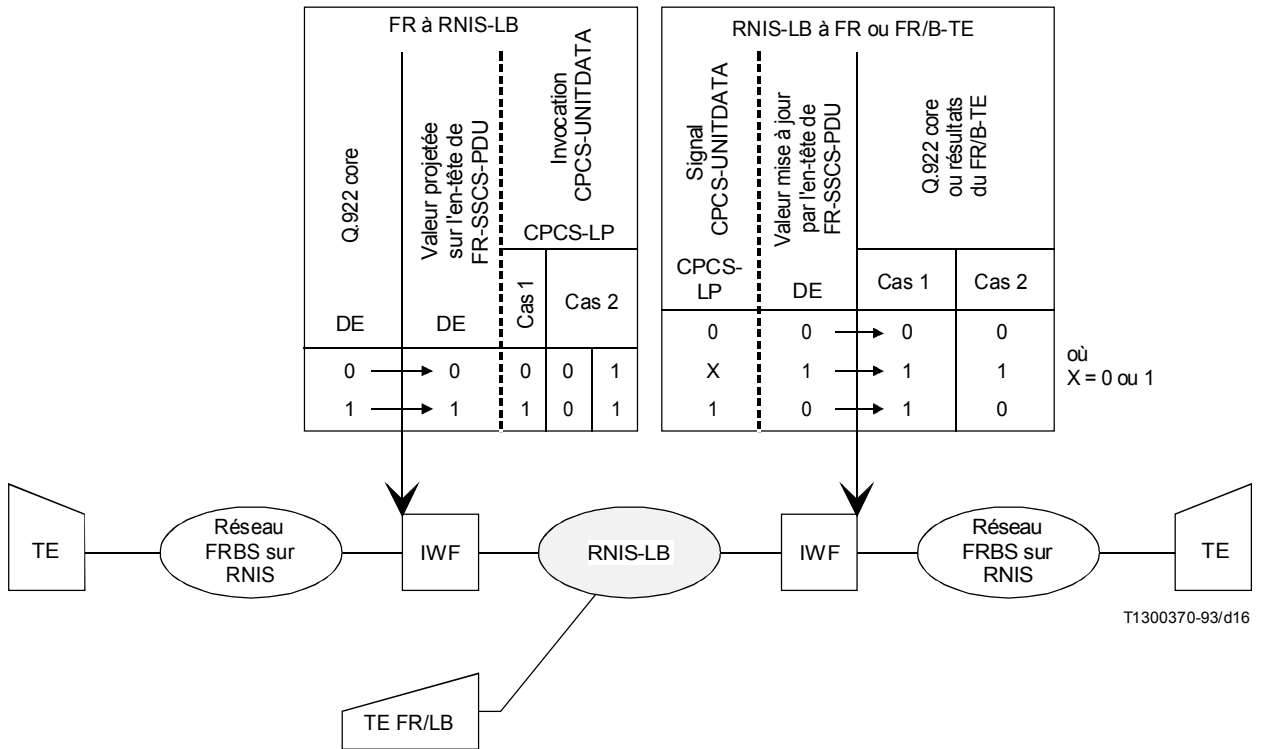 FR à RNIS-LB
Q.922 core
Valeur projetée
sur l'en-tête de
FR-SSCS-PDU
Invocation
CPCS-UNITDATA
CPCS-LP
DE
DE
Cas 1
Cas 2
0 0 0 0 1
1 1 1 0 1
RNIS-LB à FR ou FR/B-TE
Signal
CPCS-UNITDATA
Valeur mise à jour
par l'en-tête de
FR-SSCS-PDU
Q.922 core
ou résultats
du FR/B-TE
CPCS-
LP
DE
Cas 1
Cas 2
0 0 0 0
X 1 1 1
1 0 1 0
où
X = 0 ou 1
TE
Réseau
FRBS sur
RNIS
IWF
RNIS-LB
IWF
Réseau
FRBS sur
RNIS
TE
T1300370-93/d16
TE FR/LB